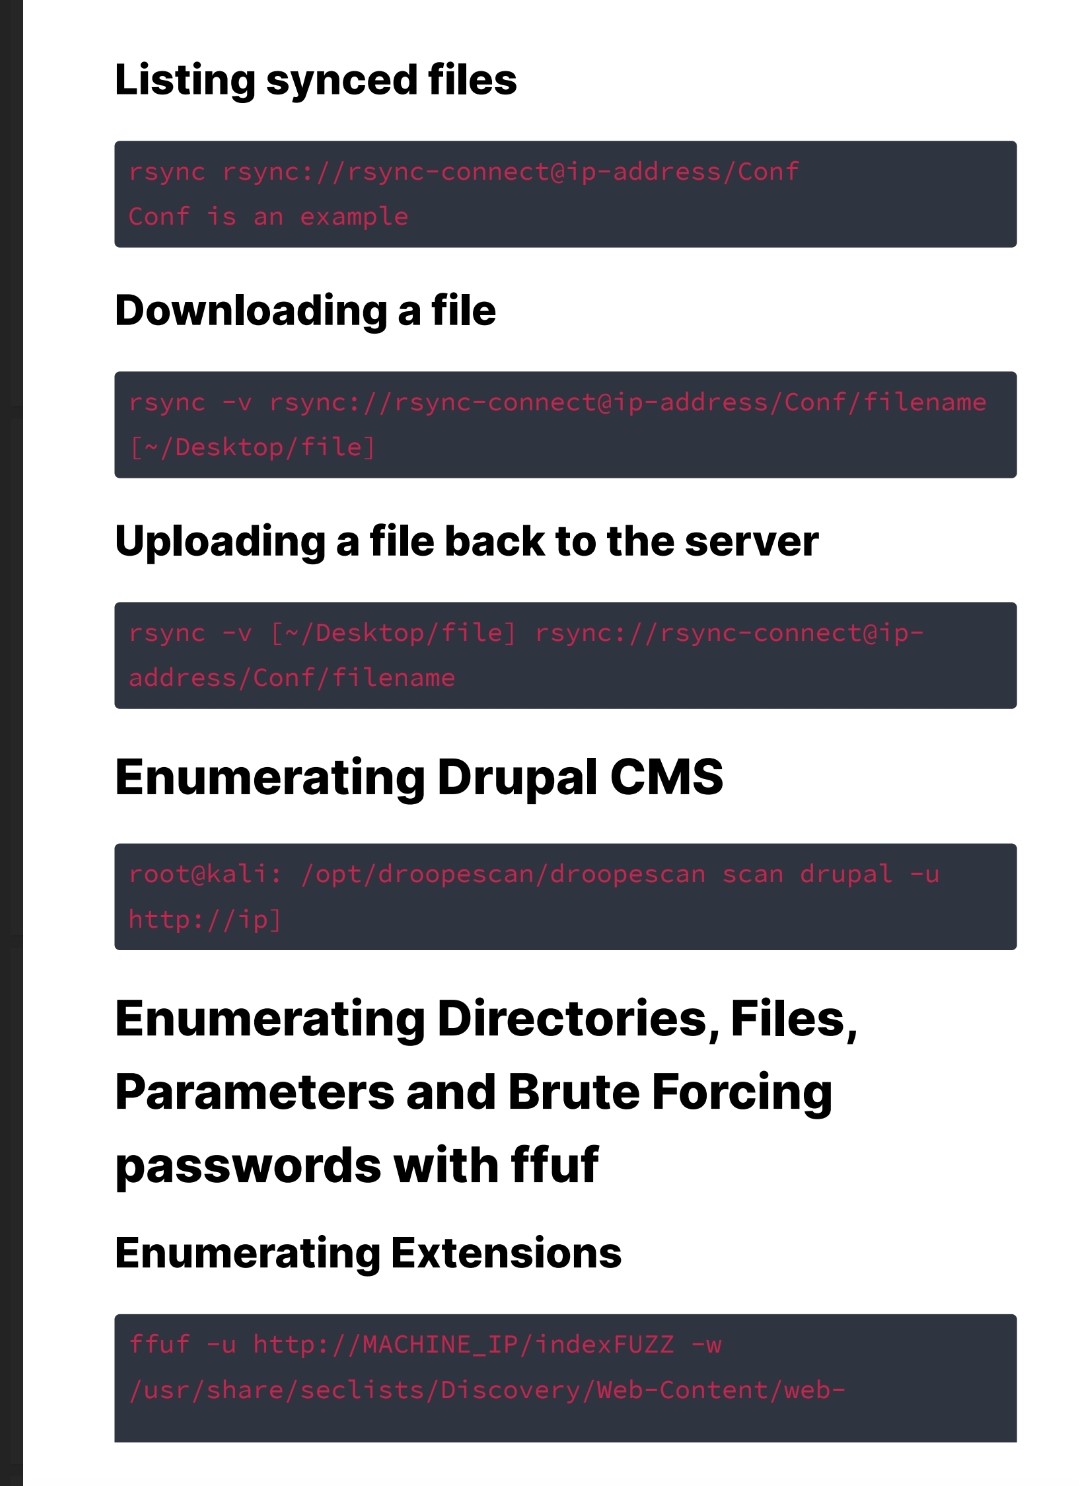 Listing synced files
rsync rsync://rsync-connect@ip-address/Conf
Conf is an example
Downloading a file
rsync -v rsync://rsync-connect@ip-address/Conf/filename
[~/Desktop/file]
Uploading a file back to the server
rsync -v [~/Desktop/file] rsync://rsync-connect@ip-
address/Conf/filename
Enumerating Drupal CMS
root@kali: /opt/droopescan/droopescan scan drupal -u
http://ip]
Enumerating Directories, Files,
Parameters and Brute Forcing
passwords with ffuf
Enumerating Extensions
ffuf -u http://MACHINE_IP/indexFUZZ -w
/usr/share/seclists/Discovery/Web-Content/web-